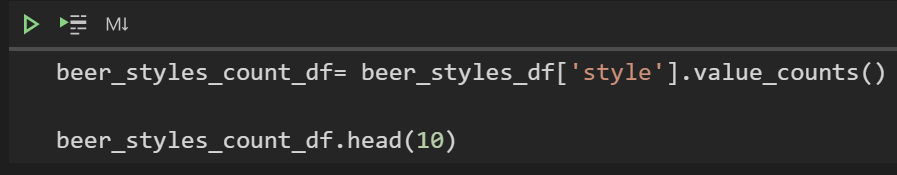 M↓
beer_styles_count_df= beer_styles_df['style'].value_counts()
beer_styles_count_df.head(10)